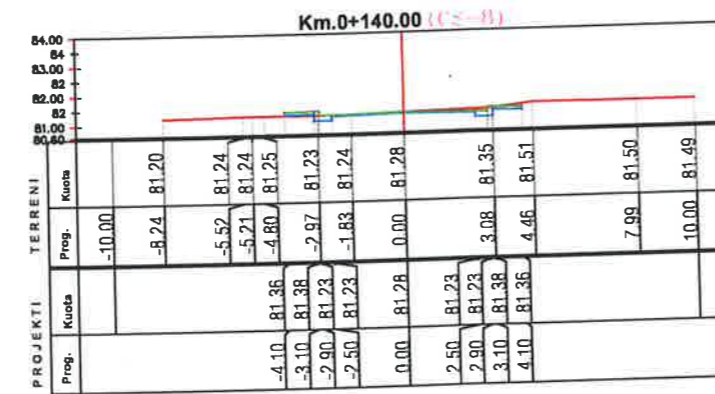 Km.0+140.00 (CS-8)
84.00
84
83.00
82
82.00
82
81.00
80.60
TERRENI
Kuota 81.20 81.24 81.24 81.25 81.23 81.24 81.28 81.35 81.51 81.50 81.49
Prog. -10.00 -8.24 -5.52 -5.21 -4.80 -2.97 -1.83 0.00 3.08 4.46 7.99 10.00
PROJEKTI
Kuota 81.36 81.38 81.23 81.23 81.28 81.23 81.23 81.38 81.36
Prog. -4.10 -3.10 -2.90 -2.50 0.00 2.50 2.90 3.10 4.10